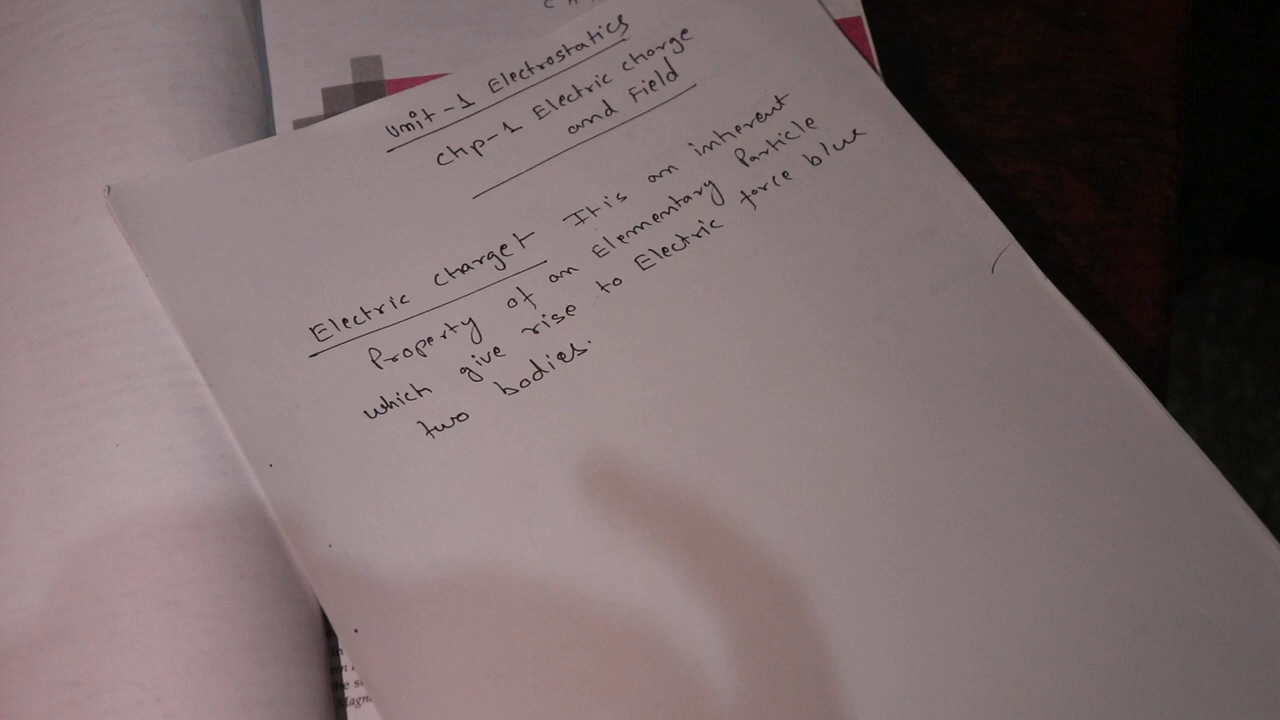 Unit-1 Electrostatics
Chp-1 Electric charge
and Field
Electric charge:- It is an inherent
Property of an Elementary Particle
which give rise to Electric force b/w
two bodies.
Magn